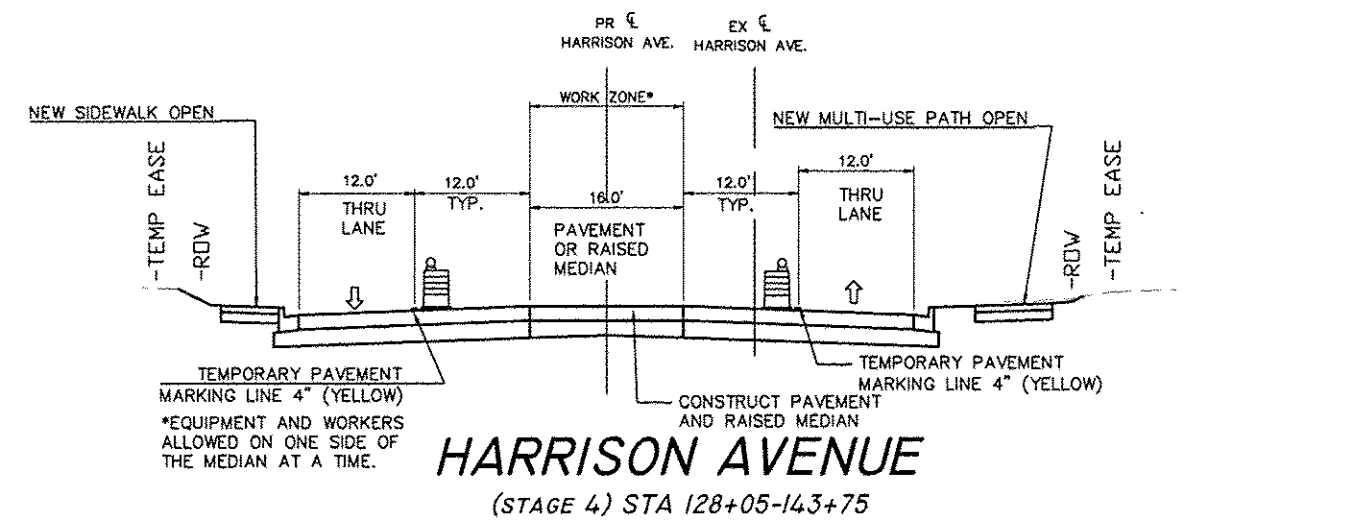 PR ℄
HARRISON AVE.
EX ℄
HARRISON AVE.
WORK ZONE*
NEW SIDEWALK OPEN
NEW MULTI-USE PATH OPEN
-TEMP EASE
-ROW
12.0'
THRU
LANE
12.0'
TYP.
16.0'
PAVEMENT
OR RAISED
MEDIAN
12.0'
TYP.
12.0'
THRU
LANE
-ROW
-TEMP EASE
TEMPORARY PAVEMENT
MARKING LINE 4" (YELLOW)
*EQUIPMENT AND WORKERS
ALLOWED ON ONE SIDE OF
THE MEDIAN AT A TIME.
TEMPORARY PAVEMENT
MARKING LINE 4" (YELLOW)
CONSTRUCT PAVEMENT
AND RAISED MEDIAN
HARRISON AVENUE
(STAGE 4) STA 128+05-143+75